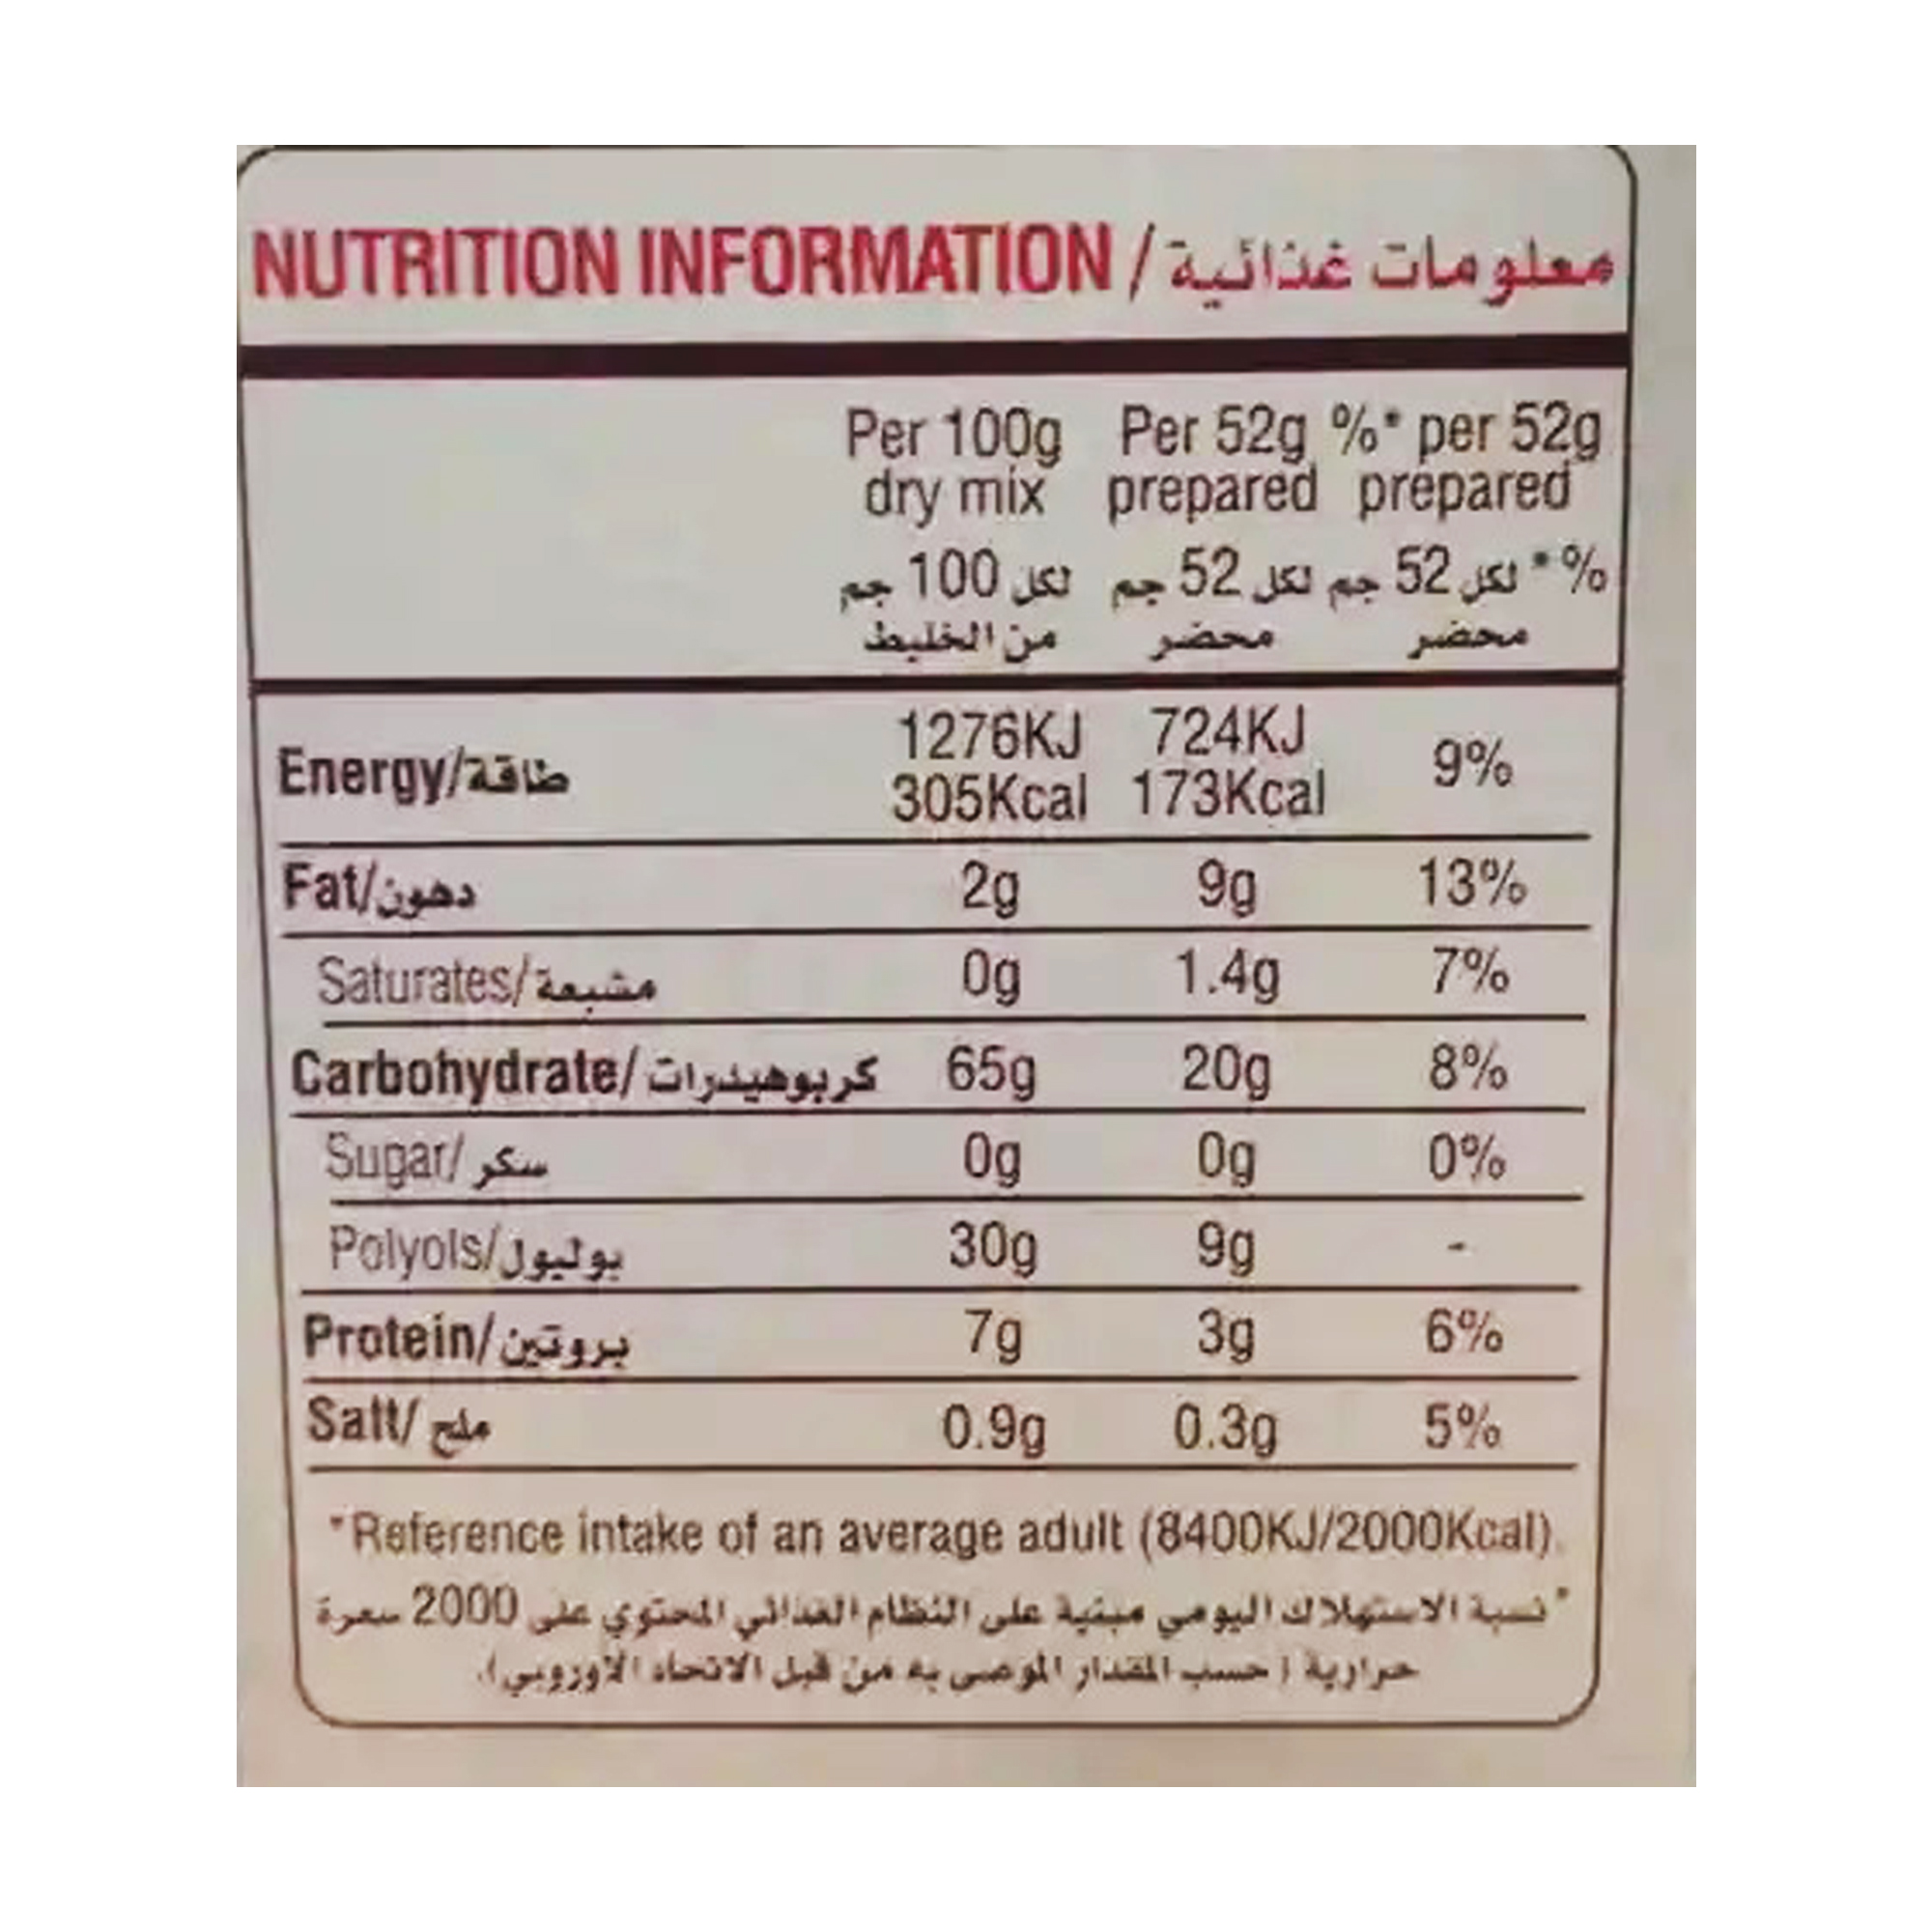 NUTRITION INFORMATION / معلومات غذائية
Per 100g Per 52g %* per 52g
dry mix prepared prepared
لكل 100 جم لكل 52 جم %* لكل 52 جم
من الخليط محضر محضر
Energy/طاقة 1276KJ 724KJ 9%
305Kcal 173Kcal
Fat/دهون 2g 9g 13%
Saturates/مشبعة 0g 1.4g 7%
Carbohydrate/كربوهيدرات 65g 20g 8%
Sugar/سكر 0g 0g 0%
Polyols/بوليول 30g 9g -
Protein/بروتين 7g 3g 6%
Salt/ملح 0.9g 0.3g 5%
*Reference intake of an average adult (8400KJ/2000Kcal).
*نسبة الاستهلاك اليومي مبنية على النظام الغذائي المحتوي على 2000 سعرة
حرارية (حسب المقدار الموصى به من قبل الاتحاد الاوروبي).